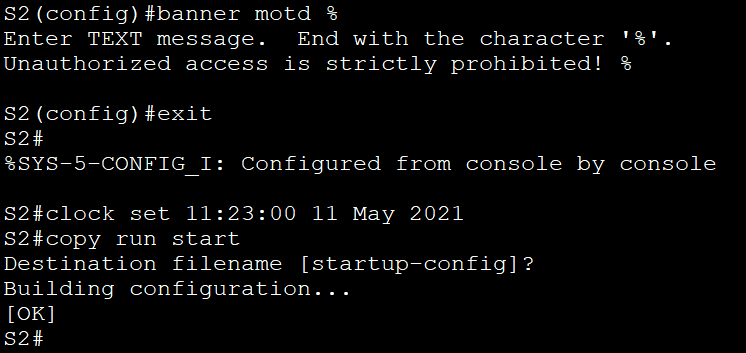 S2(config)#banner motd %
Enter TEXT message.  End with the character '%'.
Unauthorized access is strictly prohibited! %

S2(config)#exit
S2#
%SYS-5-CONFIG_I: Configured from console by console

S2#clock set 11:23:00 11 May 2021
S2#copy run start
Destination filename [startup-config]?
Building configuration...
[OK]
S2#